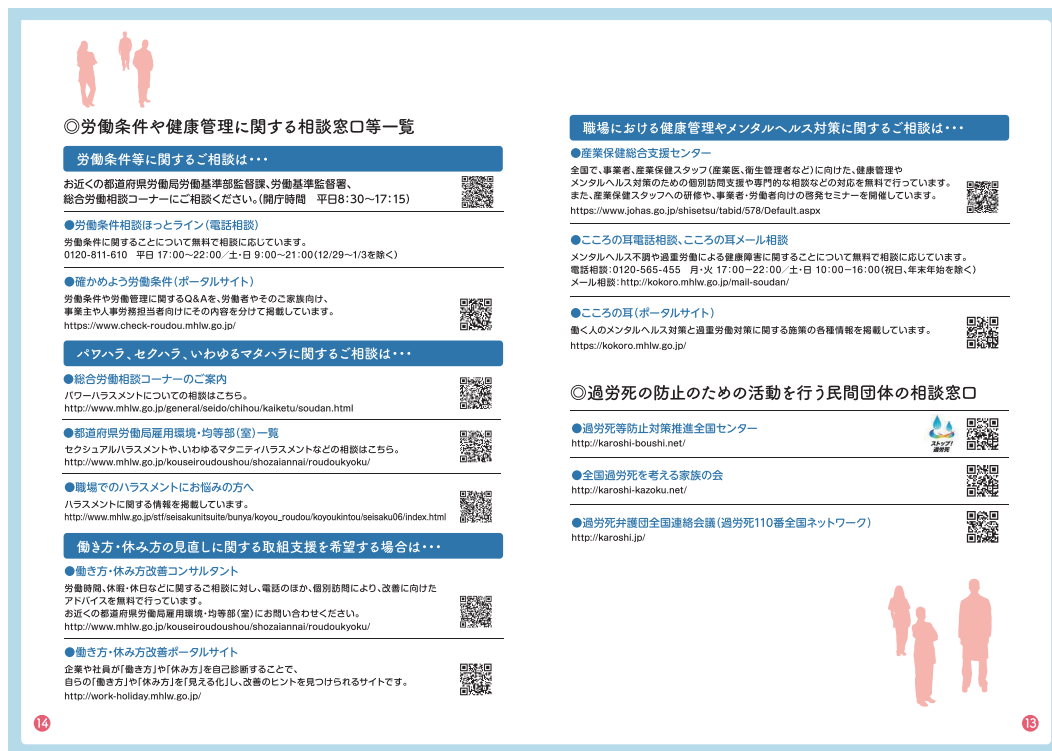 ◎労働条件や健康管理に関する相談窓口等一覧
労働条件等に関するご相談は・・・
お近くの都道府県労働局労働基準部監督課、労働基準監督署、
総合労働相談コーナーにご相談ください。（開庁時間　平日8：30～17：15）
●労働条件相談ほっとライン（電話相談）
労働条件に関することについて無料で相談に応じています。
0120-811-610　平日 17：00～22：00／土・日 9：00～21：00（12/29～1/3を除く）
●確かめよう労働条件（ポータルサイト）
労働条件や労働管理に関するQ&Aを、労働者やそのご家族向け、
事業主や人事労務担当者向けにその内容を分けて掲載しています。
https://www.check-roudou.mhlw.go.jp/
パワハラ、セクハラ、いわゆるマタハラに関するご相談は・・・
●総合労働相談コーナーのご案内
パワーハラスメントについての相談はこちら。
http://www.mhlw.go.jp/general/seido/chihou/kaiketu/soudan.html
●都道府県労働局雇用環境・均等部（室）一覧
セクシュアルハラスメントや、いわゆるマタニティハラスメントなどの相談はこちら。
http://www.mhlw.go.jp/kouseiroudoushou/shozaiannai/roudoukyoku/
●職場でのハラスメントにお悩みの方へ
ハラスメントに関する情報を掲載しています。
http://www.mhlw.go.jp/stf/seisakunitsuite/bunya/koyou_roudou/koyoukintou/seisaku06/index.html
働き方・休み方の見直しに関する取組支援を希望する場合は・・・
●働き方・休み方改善コンサルタント
労働時間、休暇・休日などに関するご相談に対し、電話のほか、個別訪問により、改善に向けた
アドバイスを無料で行っています。
お近くの都道府県労働局雇用環境・均等部（室）にお問い合わせください。
http://www.mhlw.go.jp/kouseiroudoushou/shozaiannai/roudoukyoku/
●働き方・休み方改善ポータルサイト
企業や社員が「働き方」や「休み方」を自己診断することで、
自らの「働き方」や「休み方」を「見える化」し、改善のヒントを見つけられるサイトです。
http://work-holiday.mhlw.go.jp/
14
職場における健康管理やメンタルヘルス対策に関するご相談は・・・
●産業保健総合支援センター
全国で、事業者、産業保健スタッフ（産業医、衛生管理者など）に向けた、健康管理や
メンタルヘルス対策のための個別訪問支援や専門的な相談などの対応を無料で行っています。
また、産業保健スタッフへの研修や、事業者・労働者向けの啓発セミナーを開催しています。
https://www.johas.go.jp/shisetsu/tabid/578/Default.aspx
●こころの耳電話相談、こころの耳メール相談
メンタルヘルス不調や過重労働による健康障害に関することについて無料で相談に応じています。
電話相談：0120-565-455　月・火 17：00－22：00／土・日 10：00－16：00（祝日、年末年始を除く）
メール相談：http://kokoro.mhlw.go.jp/mail-soudan/
●こころの耳（ポータルサイト）
働く人のメンタルヘルス対策と過重労働対策に関する施策の各種情報を掲載しています。
https://kokoro.mhlw.go.jp/
◎過労死の防止のための活動を行う民間団体の相談窓口
●過労死等防止対策推進全国センター
http://karoshi-boushi.net/
ストップ！
過労死
●全国過労死を考える家族の会
http://karoshi-kazoku.net/
●過労死弁護団全国連絡会議（過労死110番全国ネットワーク）
http://karoshi.jp/
13